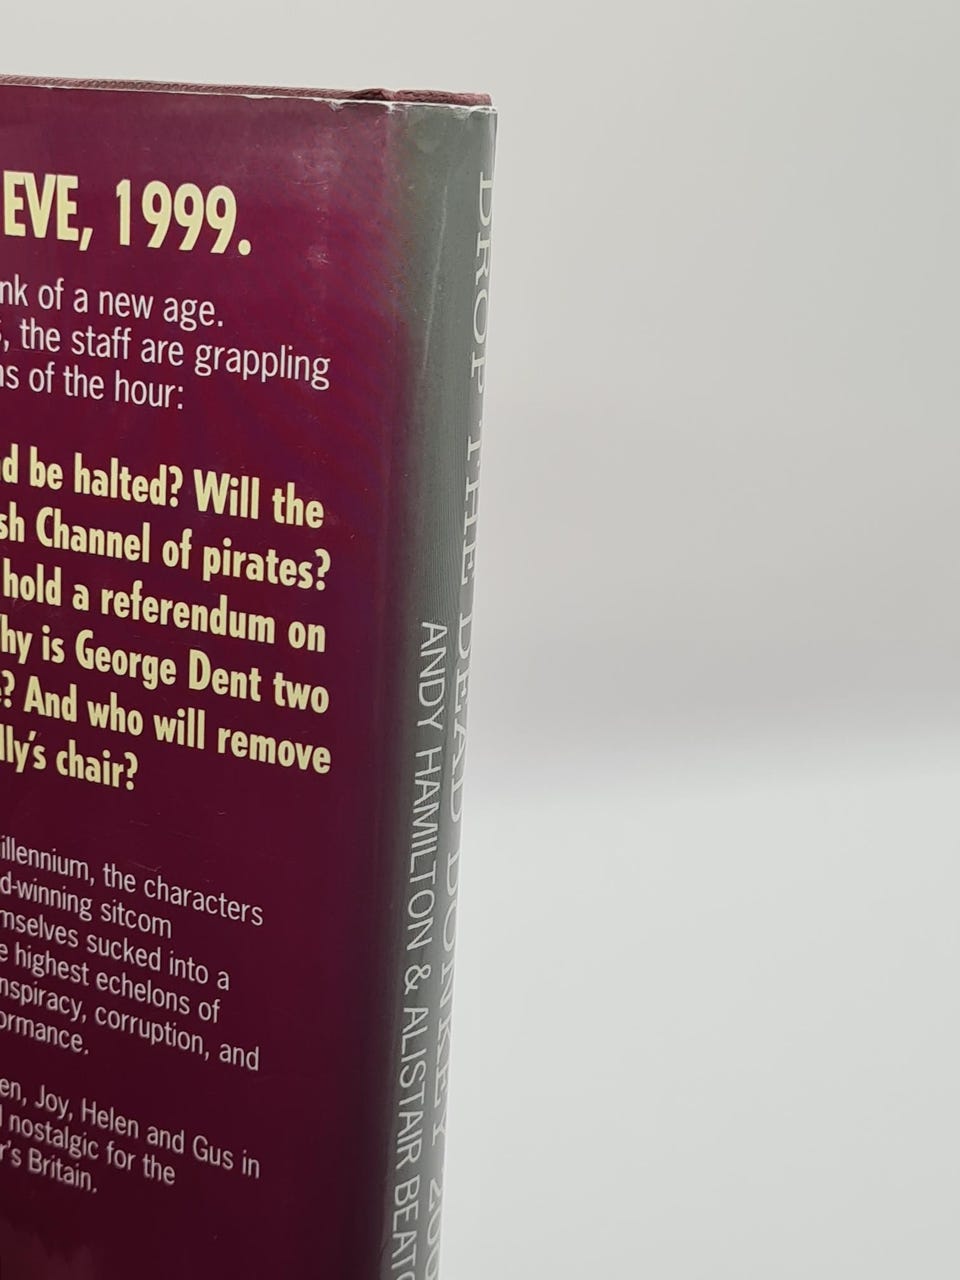 EVE, 1999.
nk of a new age.
, the staff are grappling
ns of the hour:
d be halted? Will the
sh Channel of pirates?
hold a referendum on
hy is George Dent two
? And who will remove
lly's chair?
illennium, the characters
d-winning sitcom
mselves sucked into a
e highest echelons of
nspiracy, corruption, and
ormance.
en, Joy, Helen and Gus in
nostalgic for the
r's Britain.
DROP THE DEAD DONKEY 200
ANDY HAMILTON & ALISTAIR BEATO